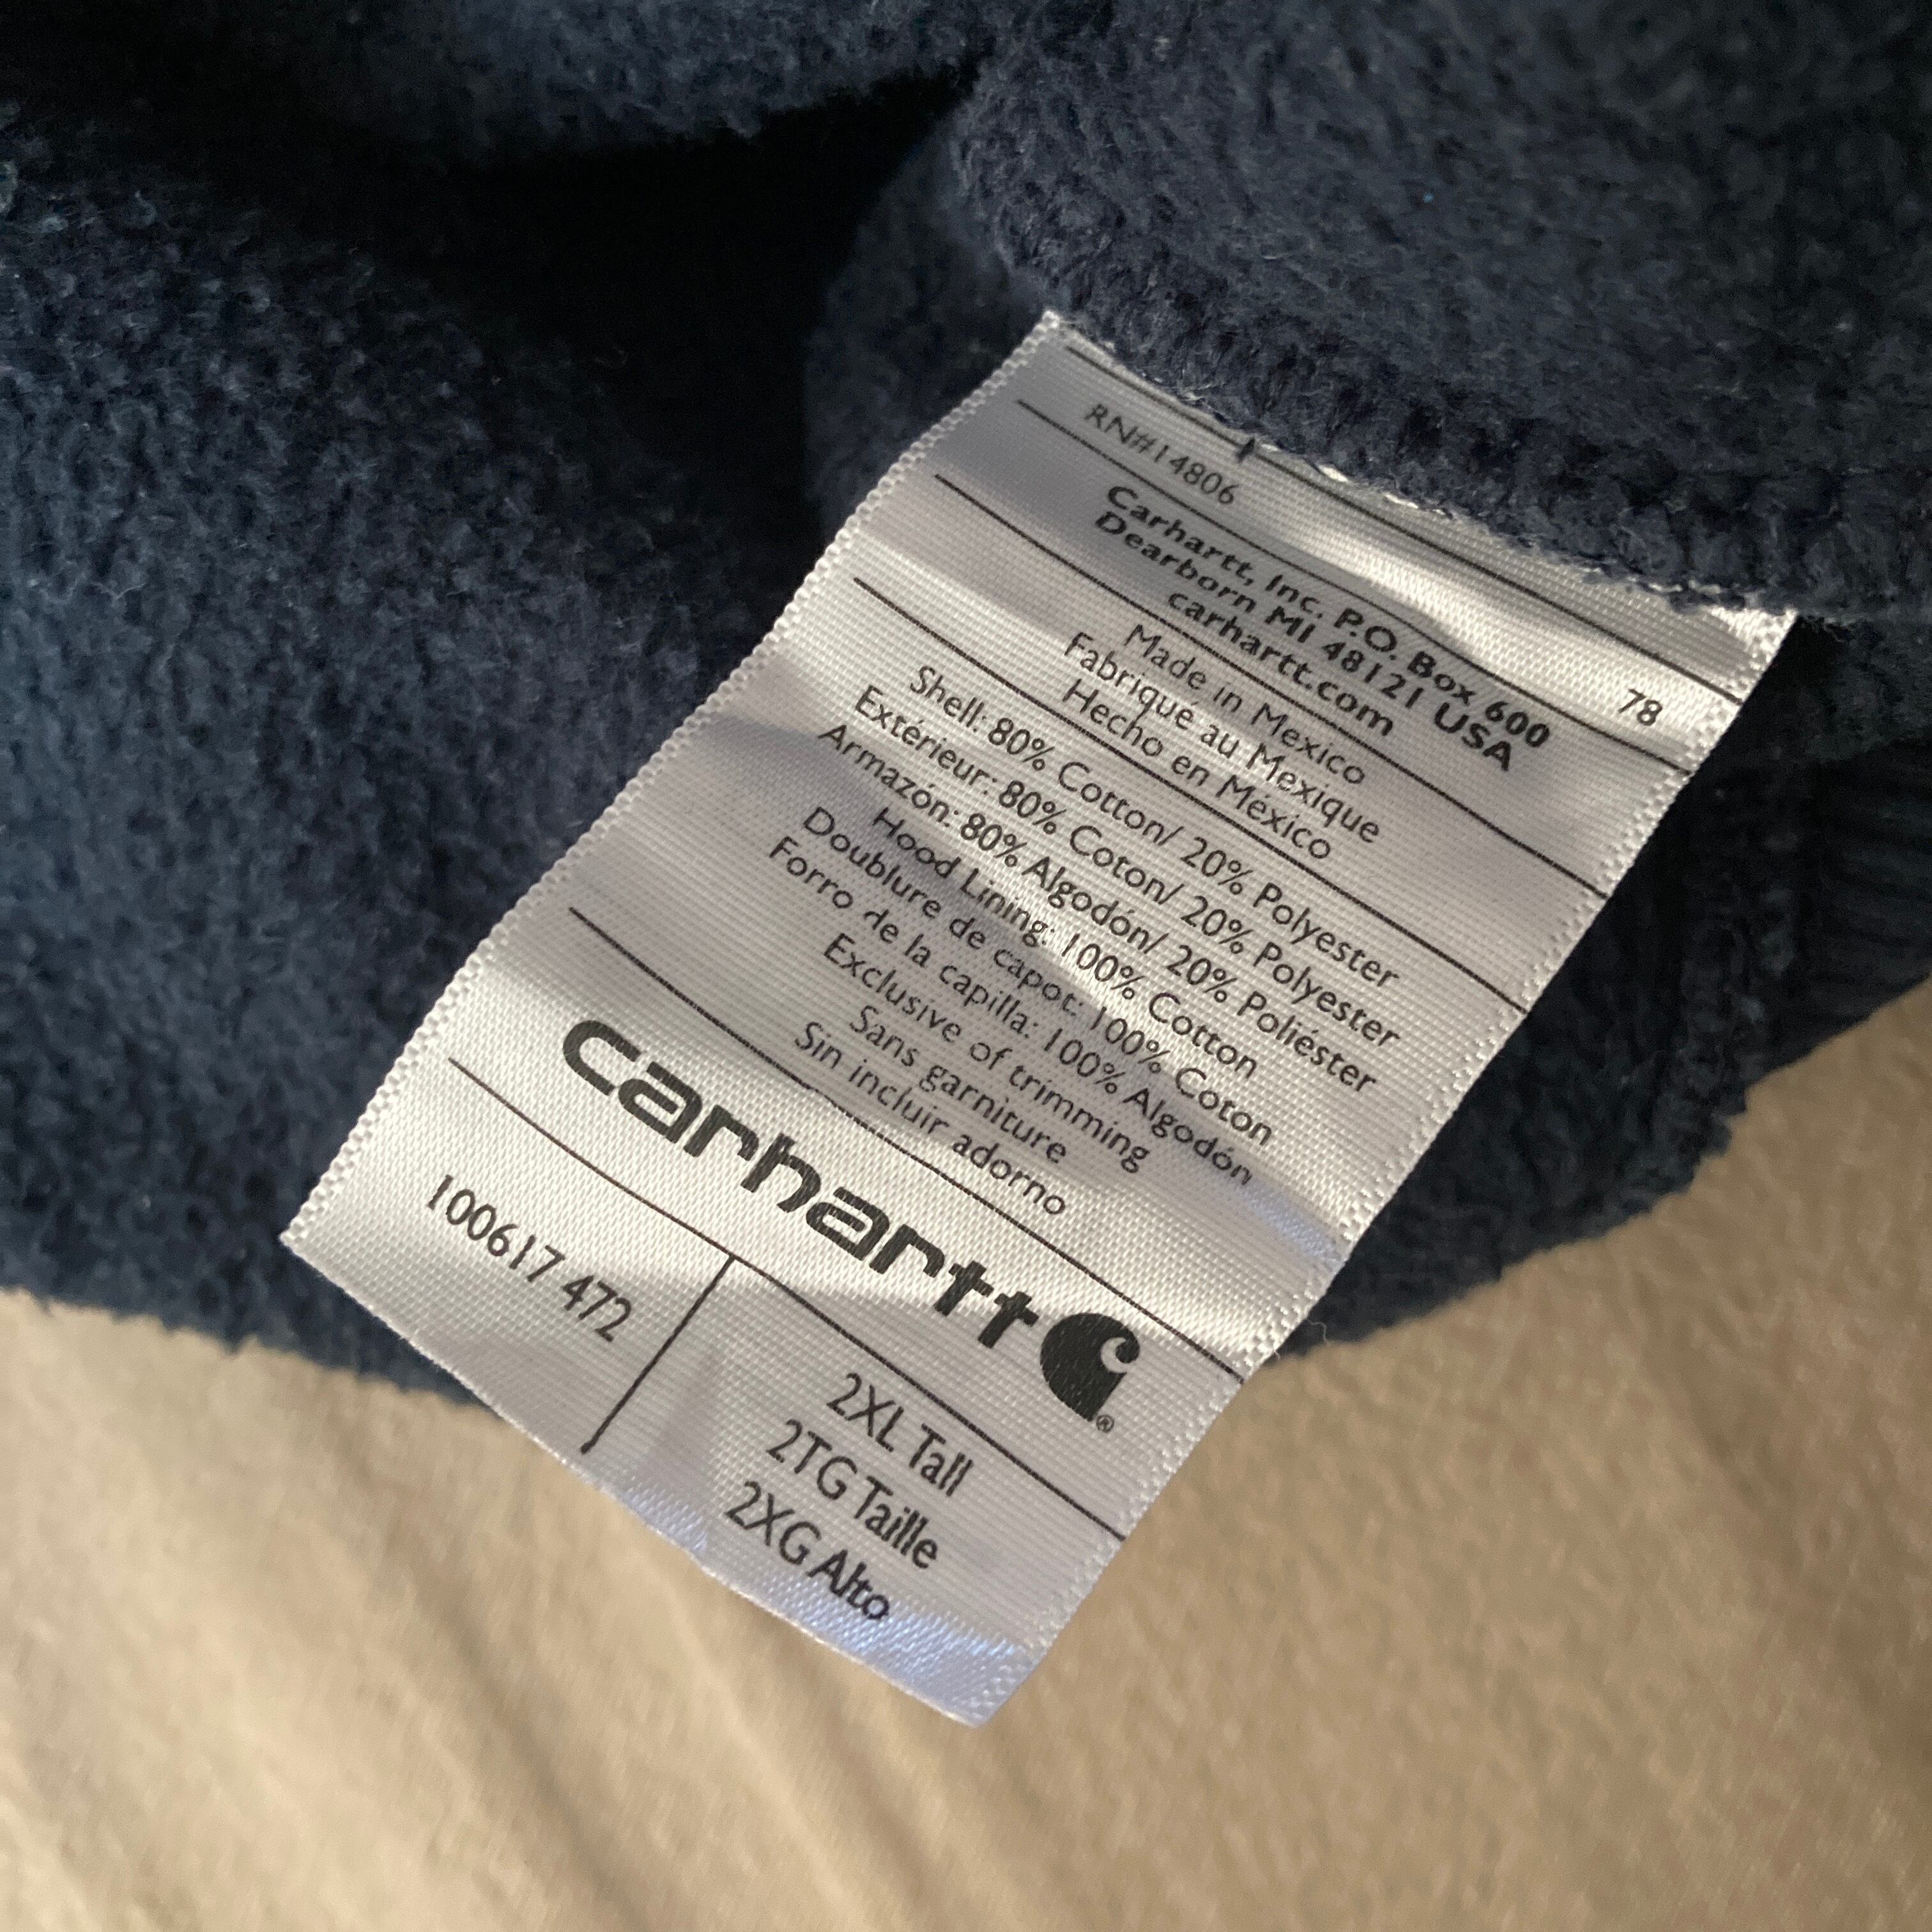 RN#14806 78
Carhartt, Inc. P.O. Box 600
Dearborn MI 48121 USA
carhartt.com
Made in Mexico
Fabriqué au Mexique
Hecho en México
Shell: 80% Cotton/ 20% Polyester
Extérieur: 80% Coton/ 20% Polyester
Armazón: 80% Algodón/ 20% Poliéster
Hood Lining: 100% Cotton
Doublure de capot: 100% Coton
Forro de la capilla: 100% Algodón
Exclusive of trimming
Sans garniture
Sin incluir adorno
carhartt ®
100617 472
2XL Tall
2TG Taille
2XG Alto